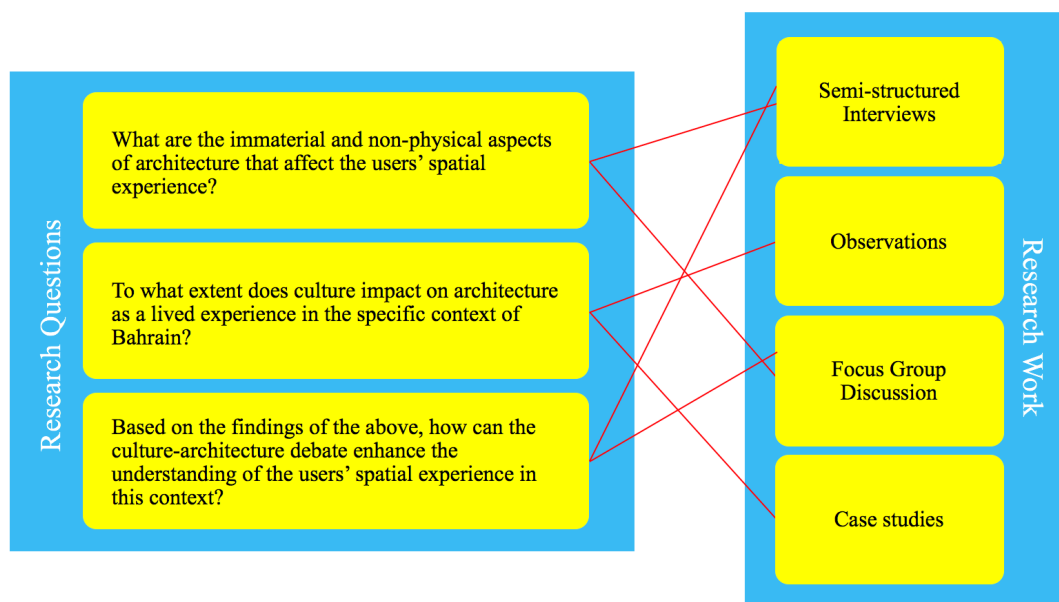 Research Questions
What are the immaterial and non-physical aspects
of architecture that affect the users’ spatial
experience?
To what extent does culture impact on architecture
as a lived experience in the specific context of
Bahrain?
Based on the findings of the above, how can the
culture-architecture debate enhance the
understanding of the users’ spatial experience in
this context?
Semi-structured
Interviews
Observations
Focus Group
Discussion
Case studies
Research Work